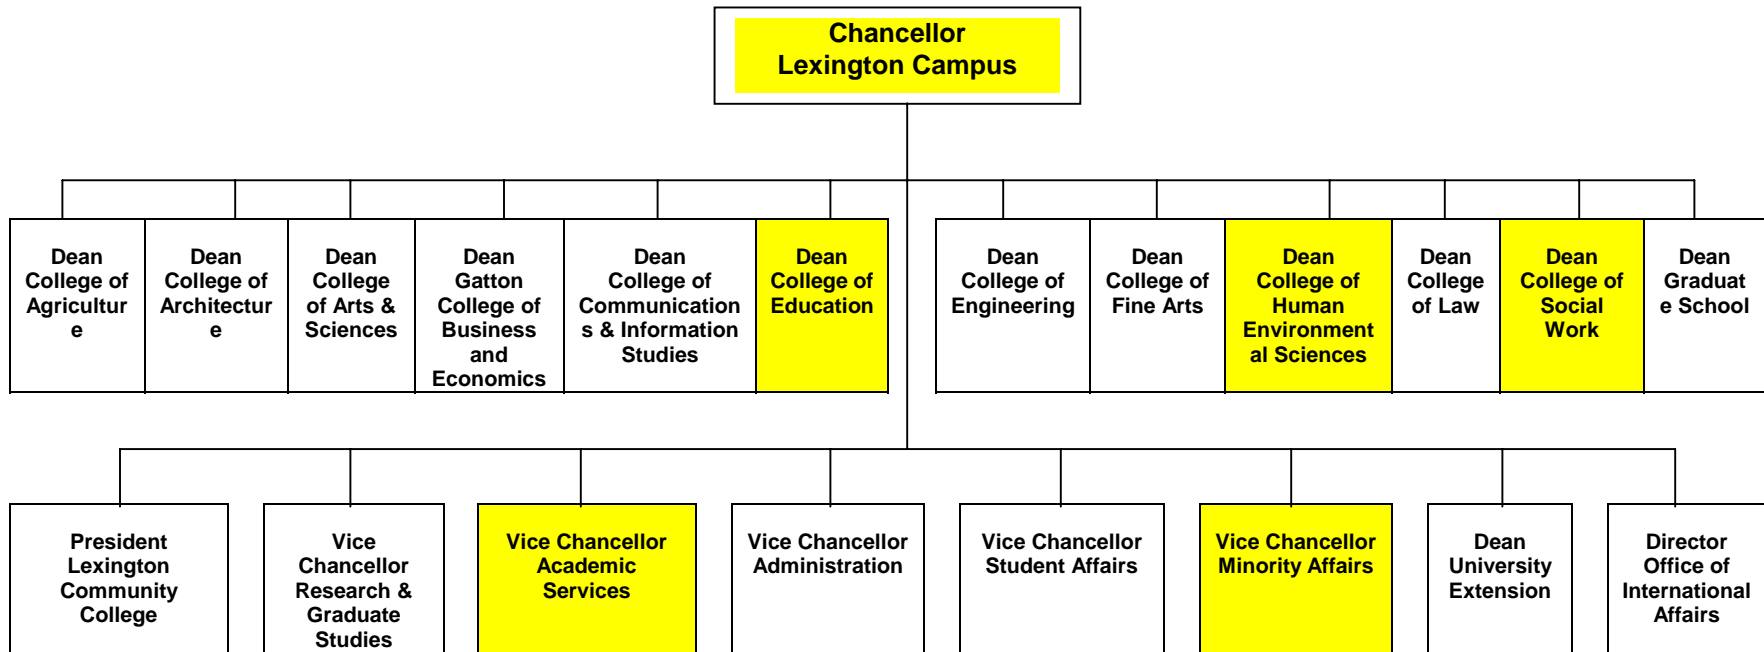 Chancellor
Lexington Campus
Dean
College of
Agricultur
e
Dean
College of
Architectur
e
Dean
College
of Arts &
Sciences
Dean
Gatton
College of
Business
and
Economics
Dean
College of
Communication
s & Information
Studies
Dean
College of
Education
Dean
College of
Engineering
Dean
College of
Fine Arts
Dean
College of
Human
Environment
al Sciences
Dean
College
of Law
Dean
College of
Social
Work
Dean
Graduat
e School
President
Lexington
Community
College
Vice
Chancellor
Research &
Graduate
Studies
Vice Chancellor
Academic
Services
Vice Chancellor
Administration
Vice Chancellor
Student Affairs
Vice Chancellor
Minority Affairs
Dean
University
Extension
Director
Office of
International
Affairs